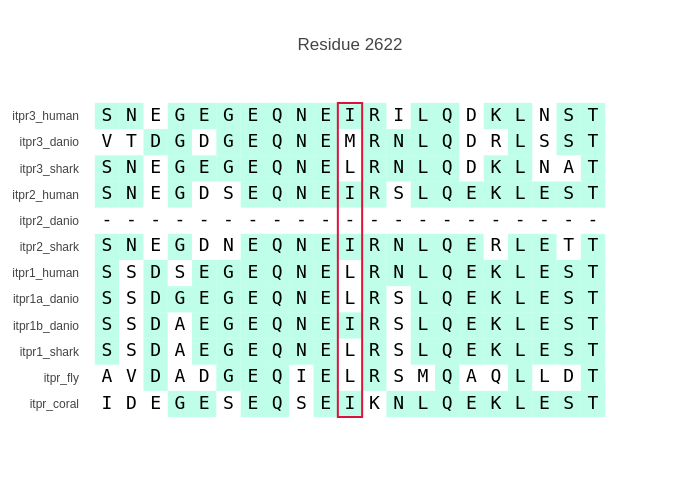 Residue 2622
itpr3_human S N E G E G E Q N E I R I L Q D K L N S T
itpr3_danio V T D G D G E Q N E M R N L Q D R L S S T
itpr3_shark S N E G E G E Q N E L R N L Q D K L N A T
itpr2_human S N E G D S E Q N E I R S L Q E K L E S T
itpr2_danio - - - - - - - - - - - - - - - - - - - - -
itpr2_shark S N E G D N E Q N E I R N L Q E R L E T T
itpr1_human S S D S E G E Q N E L R N L Q E K L E S T
itpr1a_danio S S D G E G E Q N E L R S L Q E K L E S T
itpr1b_danio S S D A E G E Q N E I R S L Q E K L E S T
itpr1_shark S S D A E G E Q N E L R S L Q E K L E S T
itpr_fly A V D A D G E Q I E L R S M Q A Q L L D T
itpr_coral I D E G E S E Q S E I K N L Q E K L E S T